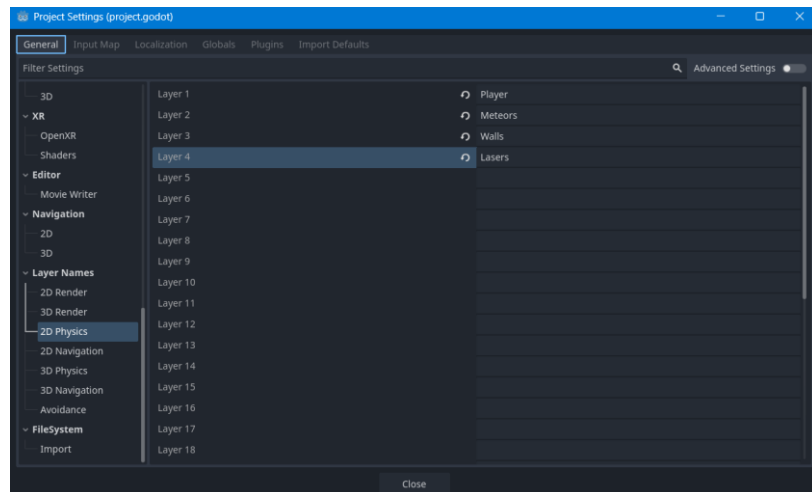 Project Settings (project.godot)
General Input Map Localization Globals Plugins Import Defaults
Filter Settings Advanced Settings
3D
XR
OpenXR
Shaders
Editor
Movie Writer
Navigation
2D
3D
Layer Names
2D Render
3D Render
2D Physics
2D Navigation
3D Physics
3D Navigation
Avoidance
FileSystem
Import
Layer 1 Player
Layer 2 Meteors
Layer 3 Walls
Layer 4 Lasers
Layer 5
Layer 6
Layer 7
Layer 8
Layer 9
Layer 10
Layer 11
Layer 12
Layer 13
Layer 14
Layer 15
Layer 16
Layer 17
Layer 18
Close